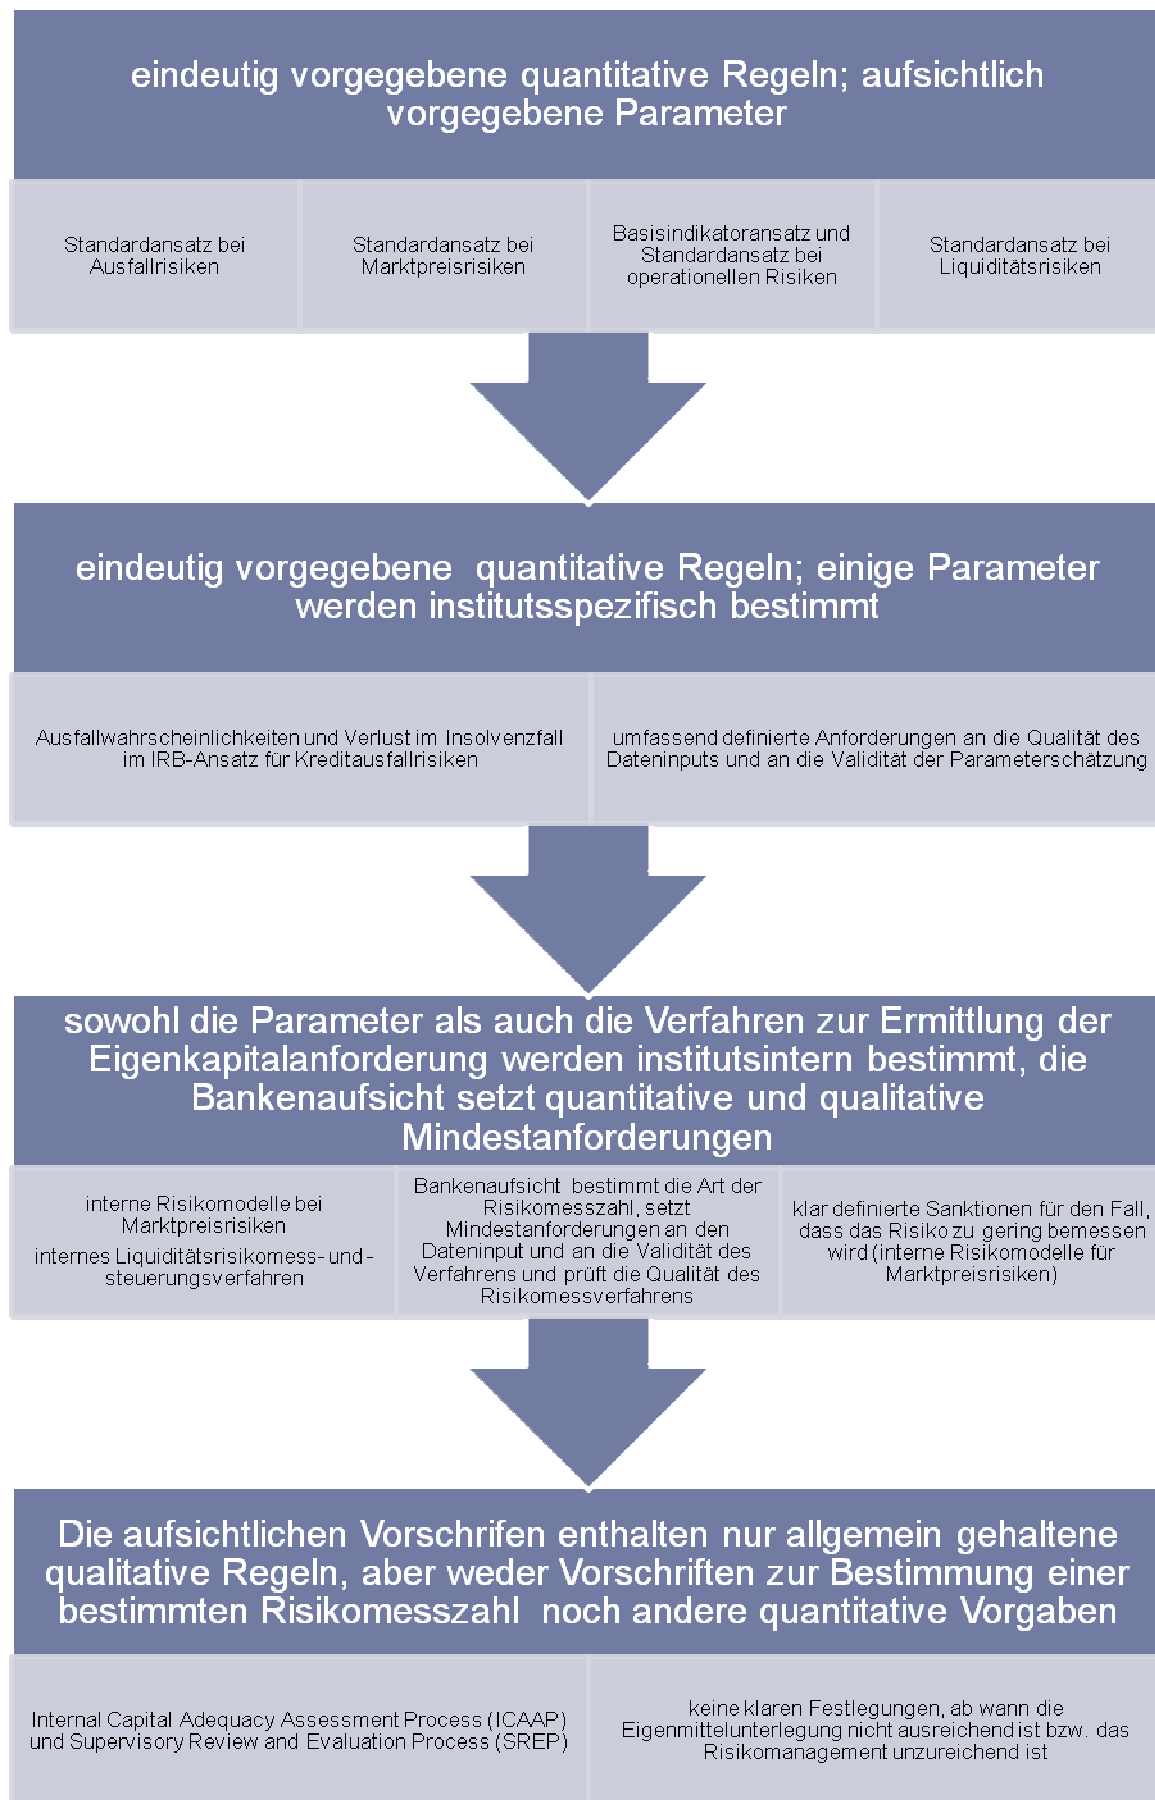 eindeutig vorgegebene quantitative Regeln; aufsichtlich
vorgegebene Parameter
Standardansatz bei
Ausfallrisiken
Standardansatz bei
Marktpreisrisiken
Basisindikatoransatz und
Standardansatz bei
operationellen Risiken
Standardansatz bei
Liquiditätsrisiken
eindeutig vorgegebene quantitative Regeln; einige Parameter
werden institutsspezifisch bestimmt
Ausfallwahrscheinlichkeiten und Verlust im Insolvenzfall
im IRB-Ansatz für Kreditausfallrisiken
umfassend definierte Anforderungen an die Qualität des
Dateninputs und an die Validität der Parameterschätzung
sowohl die Parameter als auch die Verfahren zur Ermittlung der
Eigenkapitalanforderung werden institutsintern bestimmt, die
Bankenaufsicht setzt quantitative und qualitative
Mindestanforderungen
interne Risikomodelle bei
Marktpreisrisiken
internes Liquiditätsrisikomess- und -
steuerungsverfahren
Bankenaufsicht bestimmt die Art der
Risikomesszahl, setzt
Mindestanforderungen an den
Dateninput und an die Validität des
Verfahrens und prüft die Qualität des
Risikomessverfahrens
klar definierte Sanktionen für den Fall,
dass das Risiko zu gering bemessen
wird (interne Risikomodelle für
Marktpreisrisiken)
Die aufsichtlichen Vorschrifen enthalten nur allgemein gehaltene
qualitative Regeln, aber weder Vorschriften zur Bestimmung einer
bestimmten Risikomesszahl noch andere quantitative Vorgaben
Internal Capital Adequacy Assessment Process (ICAAP)
und Supervisory Review and Evaluation Process (SREP)
keine klaren Festlegungen, ab wann die
Eigenmittelunterlegung nicht ausreichend ist bzw. das
Risikomanagement unzureichend ist